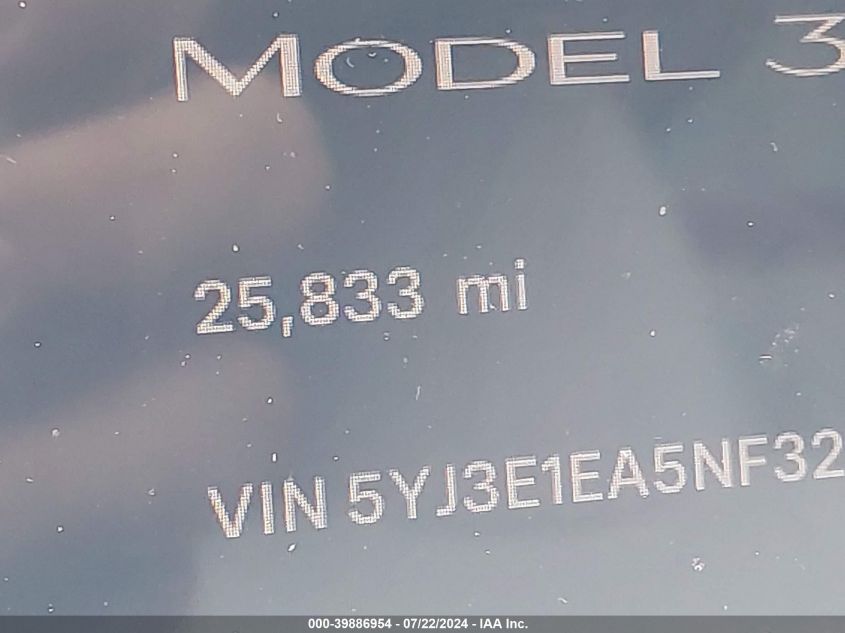 MODEL 3
25,833 mi
VIN 5YJ3E1EA5NF32
000-39886954 - 07/22/2024 - IAA Inc.